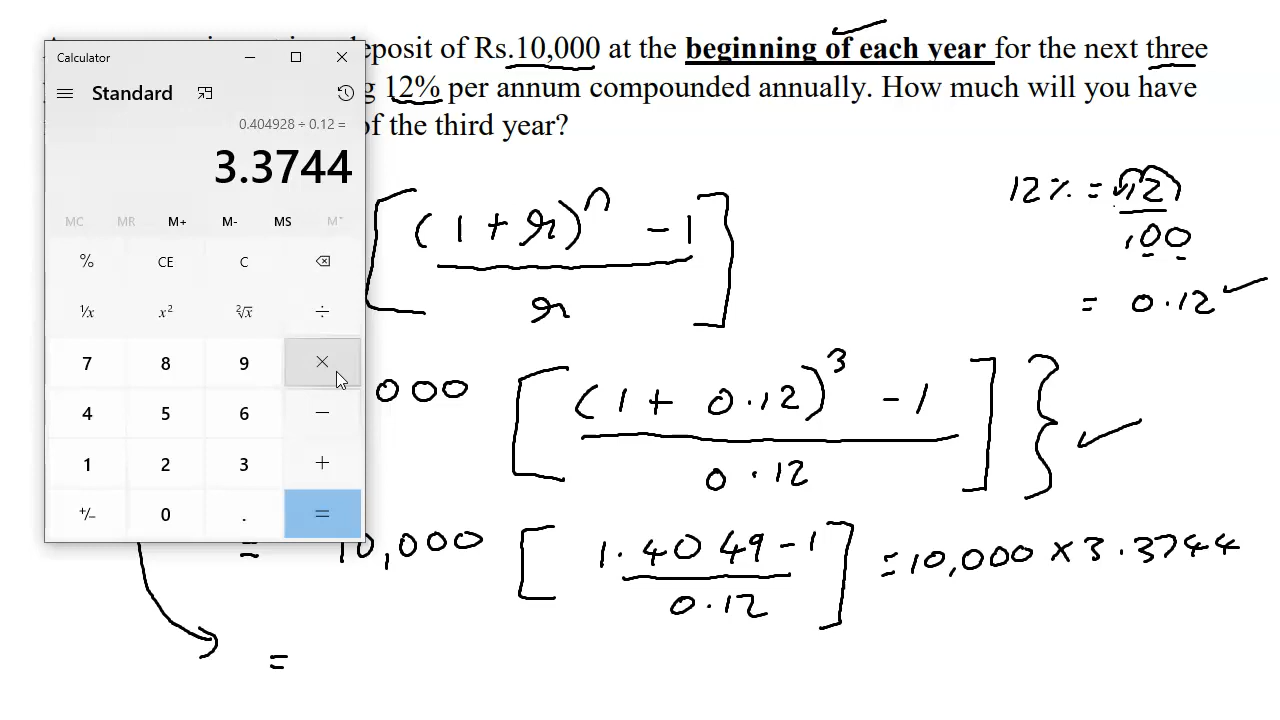 deposit of Rs.10,000 at the beginning of each year for the next three
12% per annum compounded annually. How much will you have
of the third year?
Calculator
Standard
0.404928 ÷ 0.12 =
3.3744
MC MR M+ M- MS M˅
% CE C ⌫
1/x x² ²√x ÷
7 8 9 ×
4 5 6 −
1 2 3 +
+/− 0 . =
[(1 + r)^n - 1]
r
12% = 12
100
= 0.12
000 [(1 + 0.12)^3 - 1] }
0.12
= 10,000 [1.4049 - 1] = 10,000 × 3.3744
0.12
=